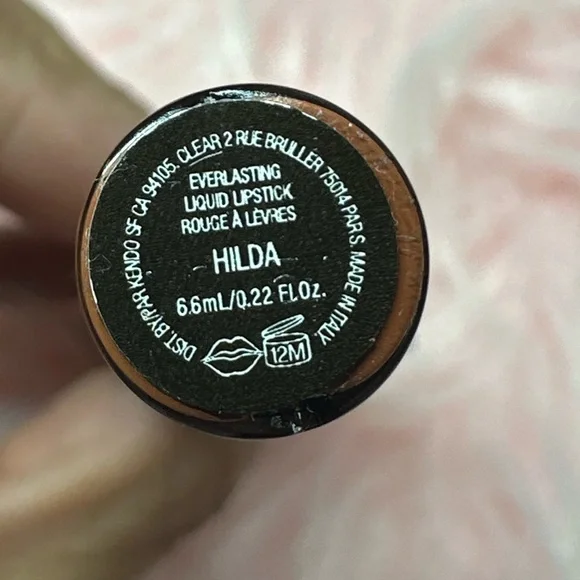 DIST. BY/PAR KENDO SF CA 94105. CLEAR 2 RUE BRULLER 75014 PARIS. MADE IN ITALY.
EVERLASTING
LIQUID LIPSTICK
ROUGE À LÈVRES
HILDA
6.6mL/0.22 Fl. Oz.
12M